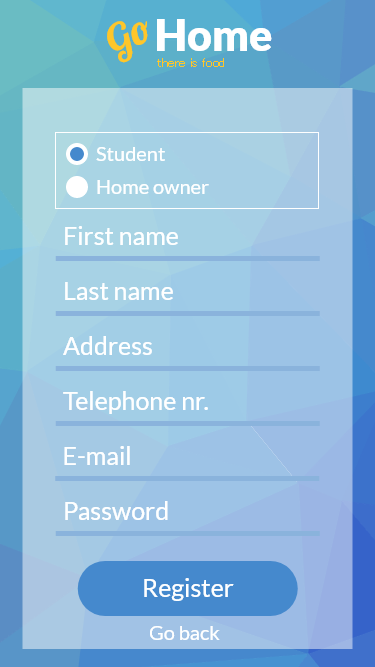 Go Home
there is food
Student
Home owner
First name
Last name
Address
Telephone nr.
E-mail
Password
Register
Go back